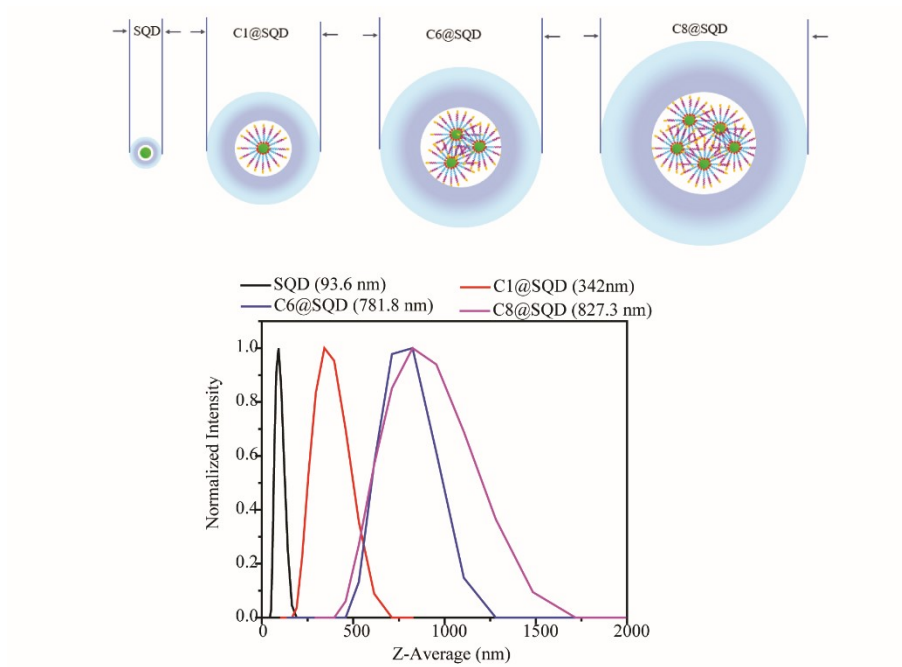 SQD
C1@SQD
C6@SQD
C8@SQD
SQD (93.6 nm)
C1@SQD (342nm)
C6@SQD (781.8 nm)
C8@SQD (827.3 nm)
1.0
0.8
0.6
0.4
0.2
0.0
Normalized Intensity
0
500
1000
1500
2000
Z-Average (nm)